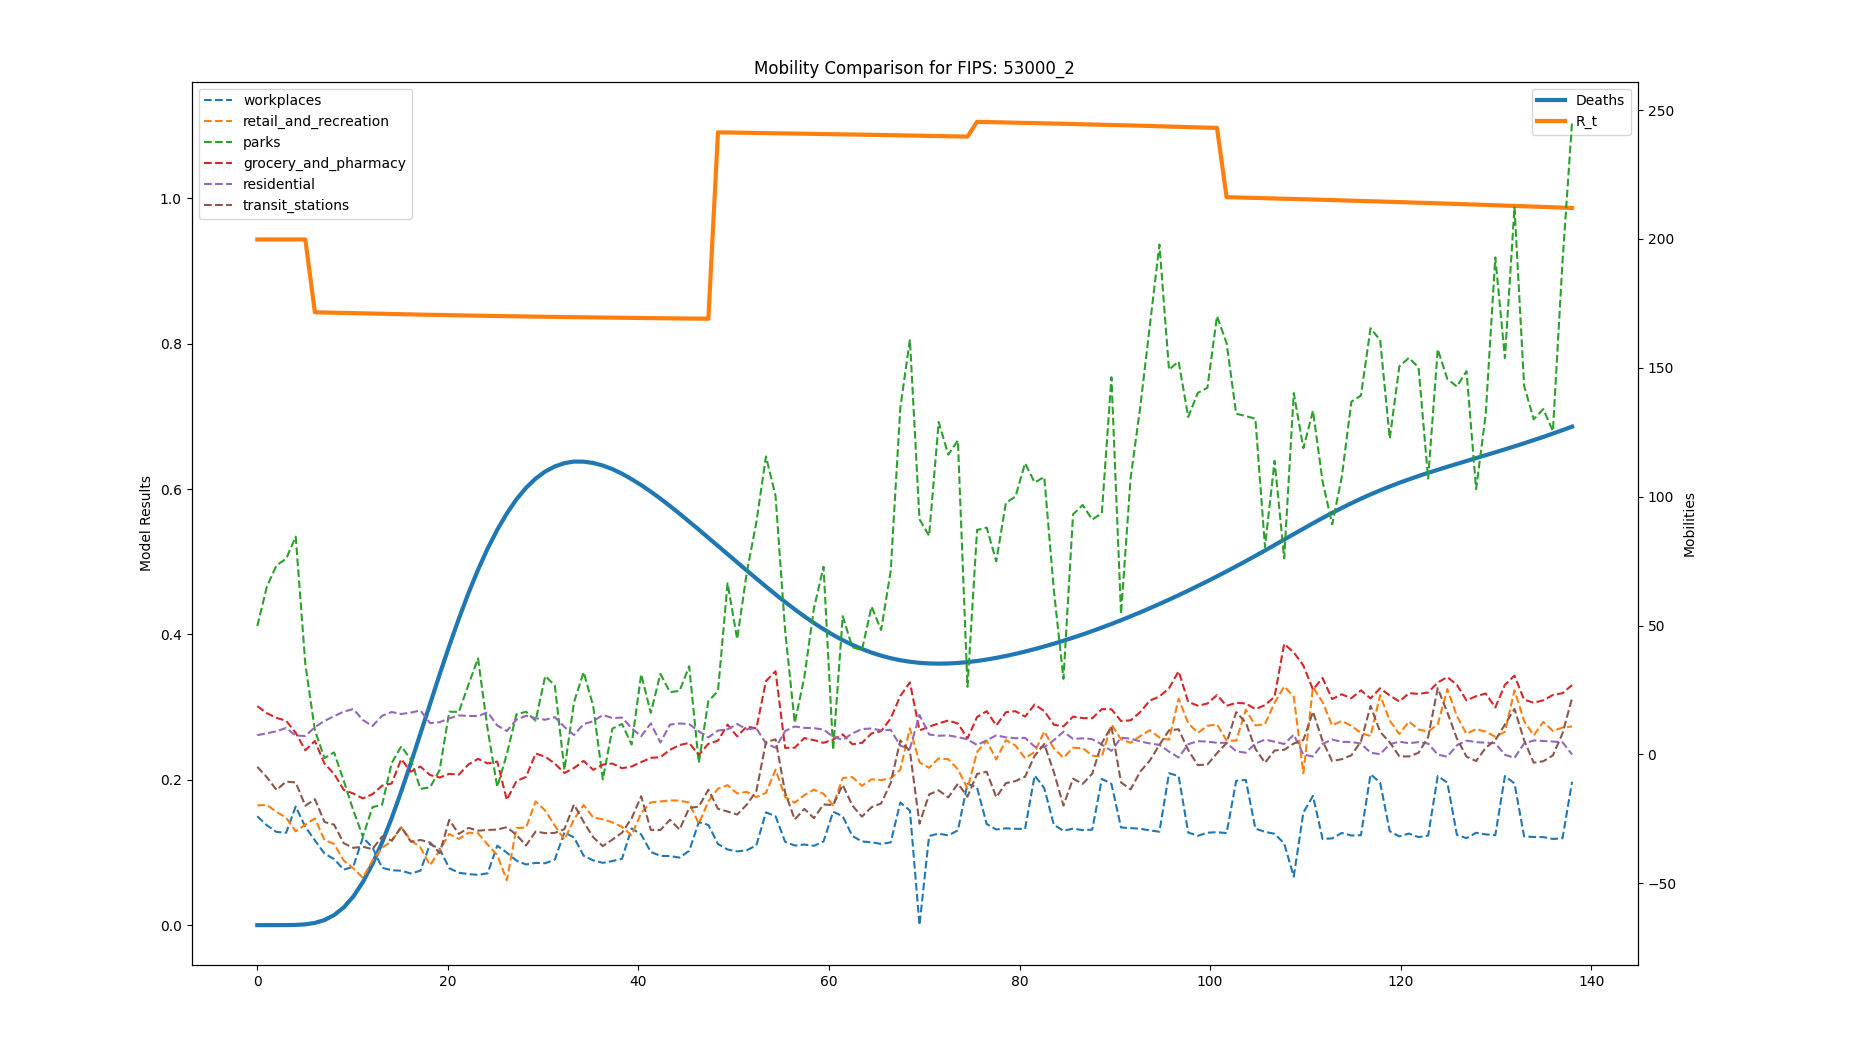 Mobility Comparison for FIPS: 53000_2
workplaces
retail_and_recreation
parks
grocery_and_pharmacy
residential
transit_stations
Deaths
R_t
Model Results
1.0
0.8
0.6
0.4
0.2
0.0
Mobilities
250
200
150
100
50
0
−50
0 20 40 60 80 100 120 140